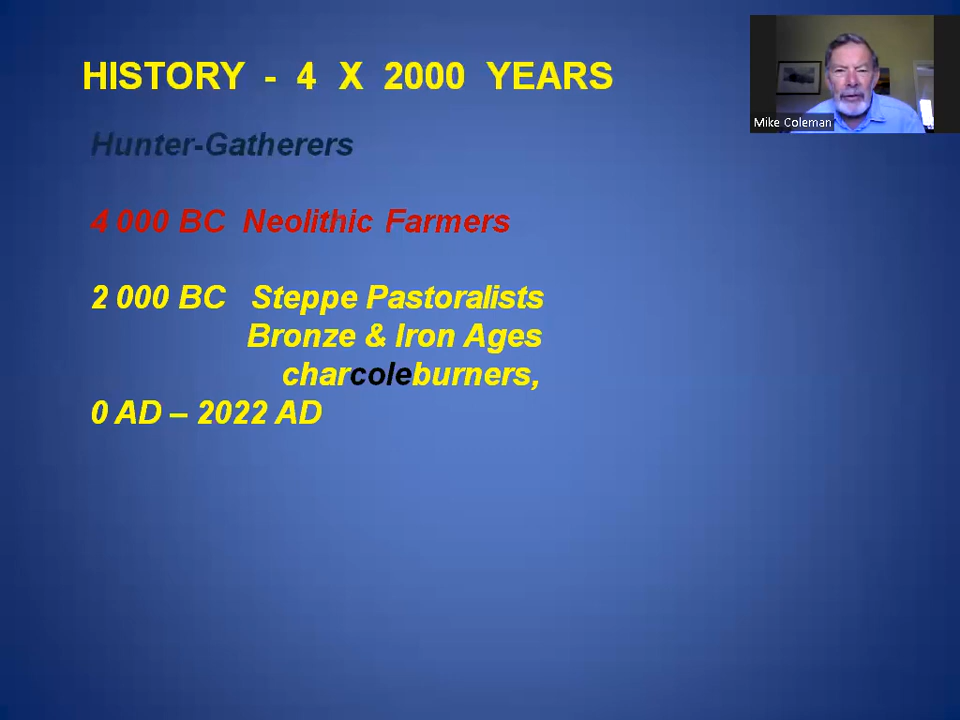 HISTORY - 4 X 2000 YEARS
Mike Coleman
Hunter-Gatherers
4 000 BC Neolithic Farmers
2 000 BC Steppe Pastoralists
Bronze & Iron Ages
charcoleburners,
0 AD – 2022 AD